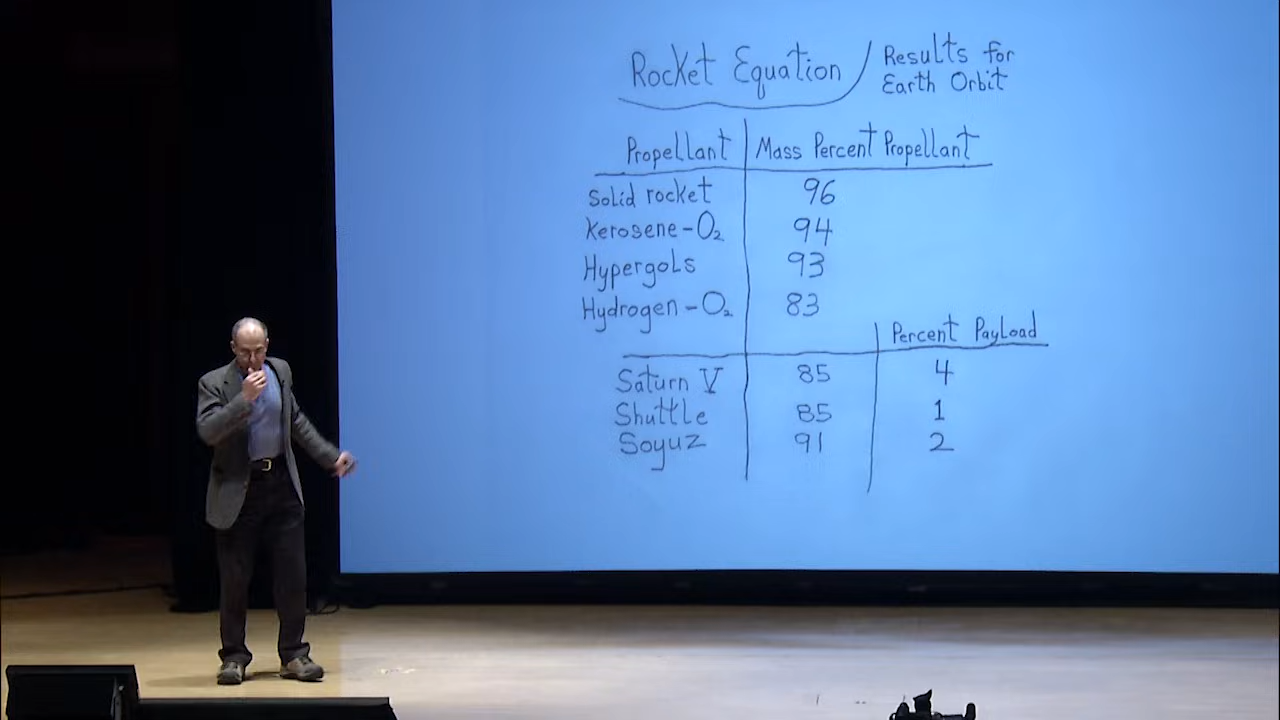 Rocket Equation / Results for
Earth Orbit
Propellant Mass Percent Propellant
Solid rocket 96
Kerosene-O₂ 94
Hypergols 93
Hydrogen-O₂ 83
Percent Payload
Saturn V 85 4
Shuttle 85 1
Soyuz 91 2